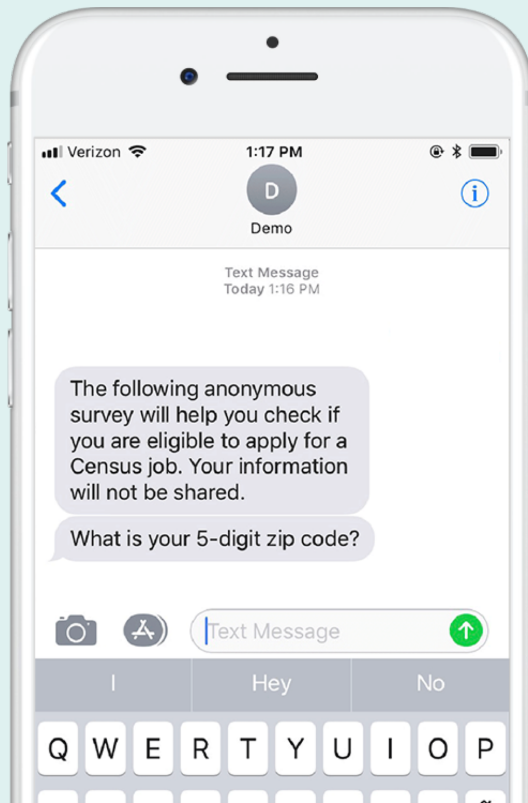 Verizon 1:17 PM
D
Demo
Text Message
Today 1:16 PM
The following anonymous
survey will help you check if
you are eligible to apply for a
Census job. Your information
will not be shared.
What is your 5-digit zip code?
Text Message
I Hey No
Q W E R T Y U I O P